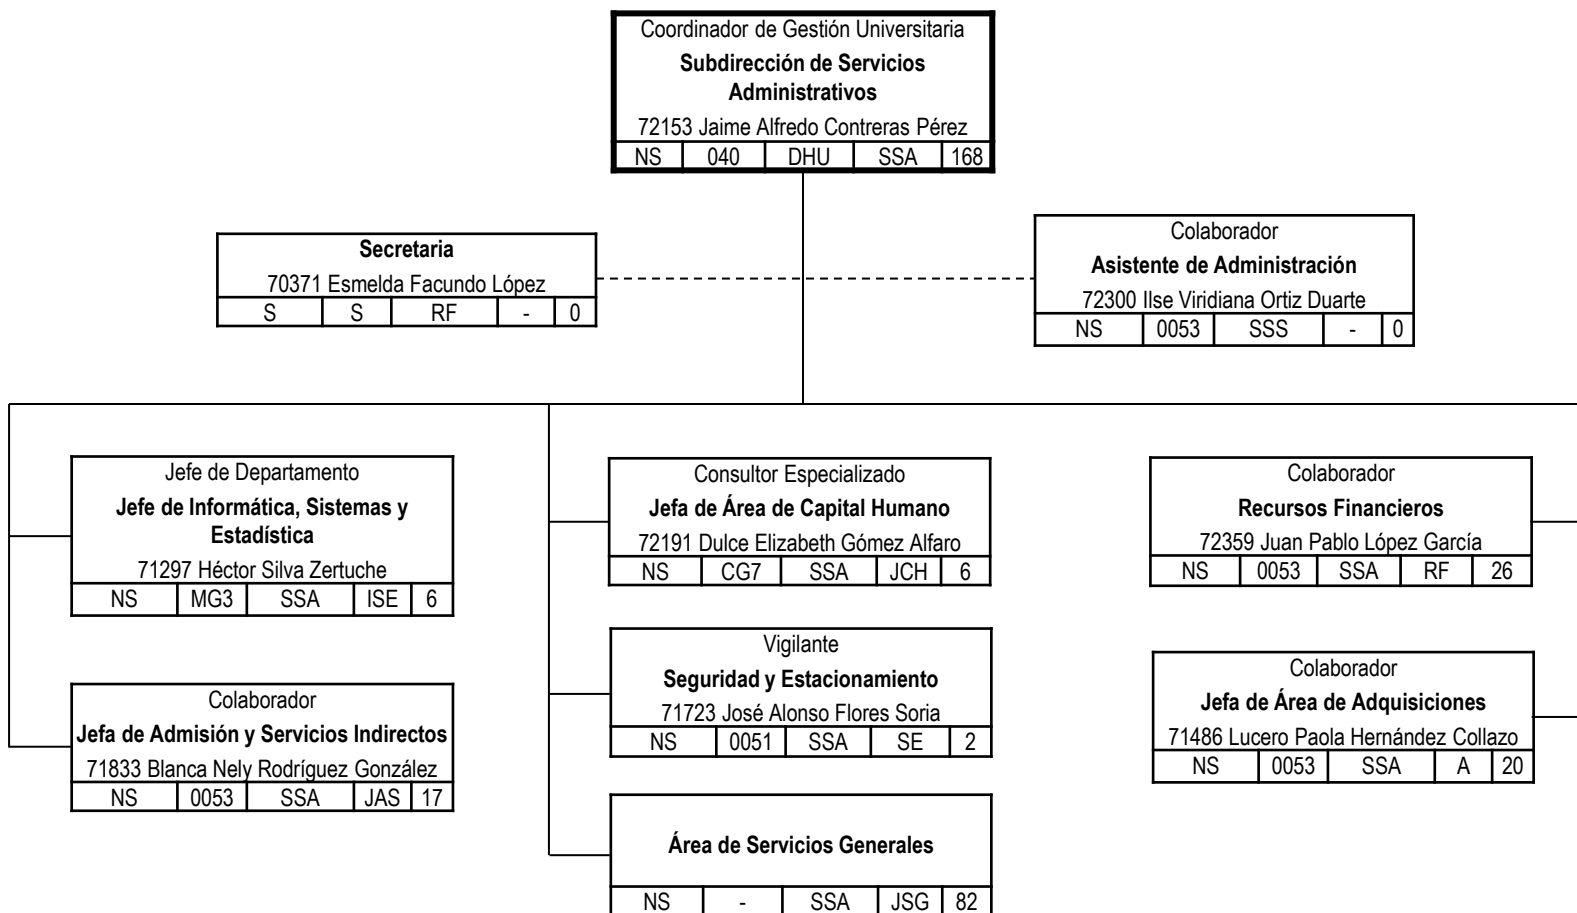 Coordinador de Gestión Universitaria
Subdirección de Servicios
Administrativos
72153 Jaime Alfredo Contreras Pérez
NS 040 DHU SSA 168
Secretaria
70371 Esmelda Facundo López
S S RF - 0
Colaborador
Asistente de Administración
72300 Ilse Viridiana Ortiz Duarte
NS 0053 SSS - 0
Jefe de Departamento
Jefe de Informática, Sistemas y
Estadística
71297 Héctor Silva Zertuche
NS MG3 SSA ISE 6
Colaborador
Jefa de Admisión y Servicios Indirectos
71833 Blanca Nely Rodríguez González
NS 0053 SSA JAS 17
Consultor Especializado
Jefa de Área de Capital Humano
72191 Dulce Elizabeth Gómez Alfaro
NS CG7 SSA JCH 6
Vigilante
Seguridad y Estacionamiento
71723 José Alonso Flores Soria
NS 0051 SSA SE 2
Área de Servicios Generales
NS - SSA JSG 82
Colaborador
Recursos Financieros
72359 Juan Pablo López García
NS 0053 SSA RF 26
Colaborador
Jefa de Área de Adquisiciones
71486 Lucero Paola Hernández Collazo
NS 0053 SSA A 20